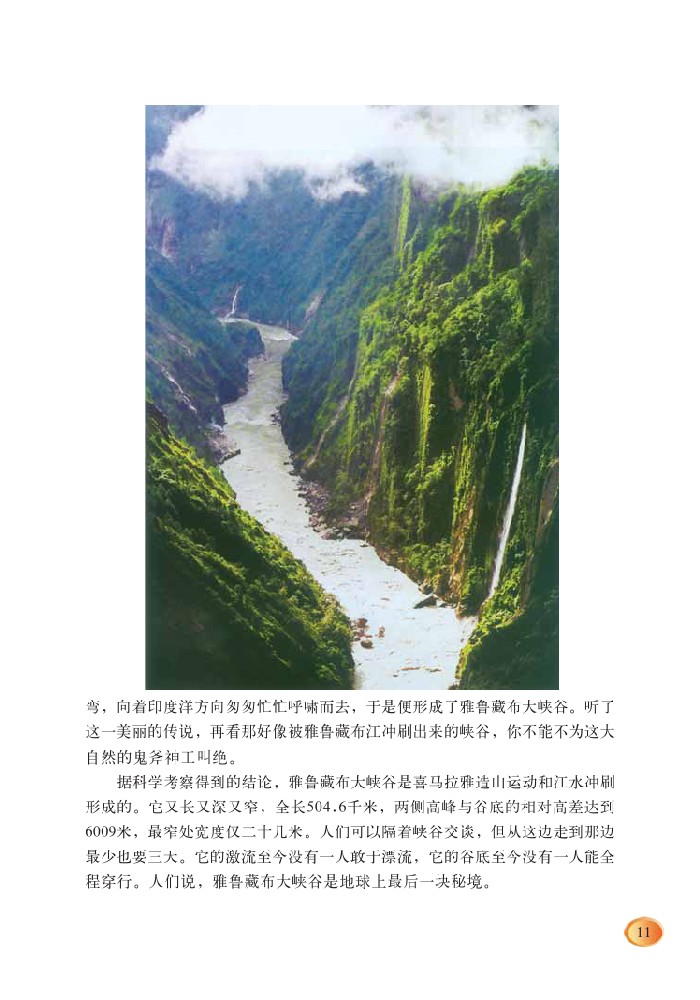 弯，向着印度洋方向匆匆忙忙呼啸而去，于是便形成了雅鲁藏布大峡谷。听了
这一美丽的传说，再看那好像被雅鲁藏布江冲刷出来的峡谷，你不能不为这大
自然的鬼斧神工叫绝。
据科学考察得到的结论，雅鲁藏布大峡谷是喜马拉雅造山运动和江水冲刷
形成的。它又长又深又窄，全长504.6千米，两侧高峰与谷底的相对高差达到
6009米，最窄处宽度仅二十几米。人们可以隔着峡谷交谈，但从这边走到那边
最少也要三天。它的激流至今没有一人敢于漂流，它的谷底至今没有一人能全
程穿行。人们说，雅鲁藏布大峡谷是地球上最后一块秘境。
11